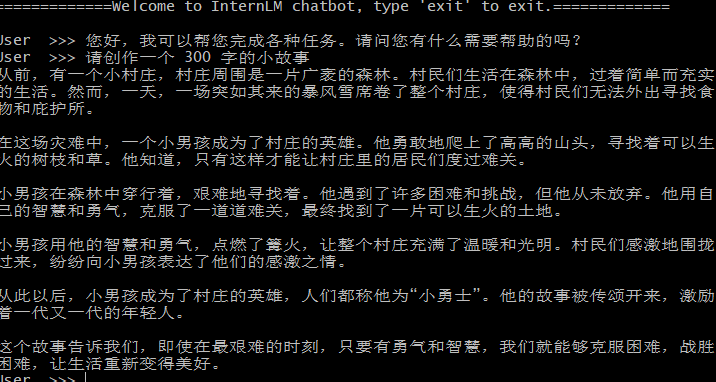 =============Welcome to InternLM chatbot, type 'exit' to exit.=============
User  >>> 您好，我可以帮您完成各种任务。请问您有什么需要帮助的吗？
User  >>> 请创作一个 300 字的小故事
从前，有一个小村庄，村庄周围是一片广袤的森林。村民们生活在森林中，过着简单而充实
的生活。然而，一天，一场突如其来的暴风雪席卷了整个村庄，使得村民们无法外出寻找食
物和庇护所。
在这场灾难中，一个小男孩成为了村庄的英雄。他勇敢地爬上了高高的山头，寻找着可以生
火的树枝和草。他知道，只有这样才能让村庄里的居民们度过难关。
小男孩在森林中穿行着，艰难地寻找着。他遇到了许多困难和挑战，但他从未放弃。他用自
己的智慧和勇气，克服了一道道难关，最终找到了一片可以生火的土地。
小男孩用他的智慧和勇气，点燃了篝火，让整个村庄充满了温暖和光明。村民们感激地围拢
过来，纷纷向小男孩表达了他们的感激之情。
从此以后，小男孩成为了村庄的英雄，人们都称他为“小勇士”。他的故事被传颂开来，激励
着一代又一代的年轻人。
这个故事告诉我们，即使在最艰难的时刻，只要有勇气和智慧，我们就能够克服困难，战胜
困难，让生活重新变得美好。
User  >>>